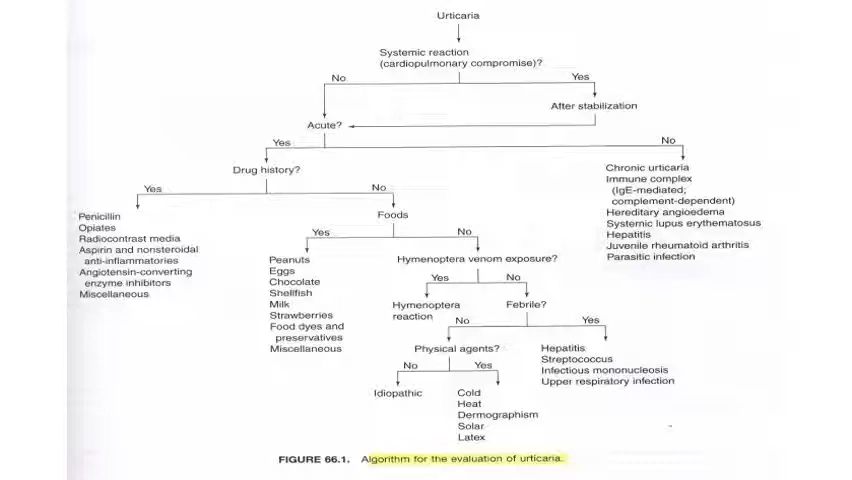 Urticaria
Systemic reaction
(cardiopulmonary compromise)?
No
Yes
After stabilization
Acute?
Yes
No
Drug history?
Chronic urticaria
Immune complex
(IgE-mediated;
complement-dependent)
Hereditary angioedema
Systemic lupus erythematosus
Hepatitis
Juvenile rheumatoid arthritis
Parasitic infection
Yes
No
Penicillin
Opiates
Radiocontrast media
Aspirin and nonsteroidal
anti-inflammatories
Angiotensin-converting
enzyme inhibitors
Miscellaneous
Foods
Yes
No
Peanuts
Eggs
Chocolate
Shellfish
Milk
Strawberries
Food dyes and
preservatives
Miscellaneous
Hymenoptera venom exposure?
Yes
No
Hymenoptera
reaction
Febrile?
No
Yes
Physical agents?
Hepatitis
Streptococcus
Infectious mononucleosis
Upper respiratory infection
No
Yes
Idiopathic
Cold
Heat
Dermographism
Solar
Latex
FIGURE 66.1. Algorithm for the evaluation of urticaria.